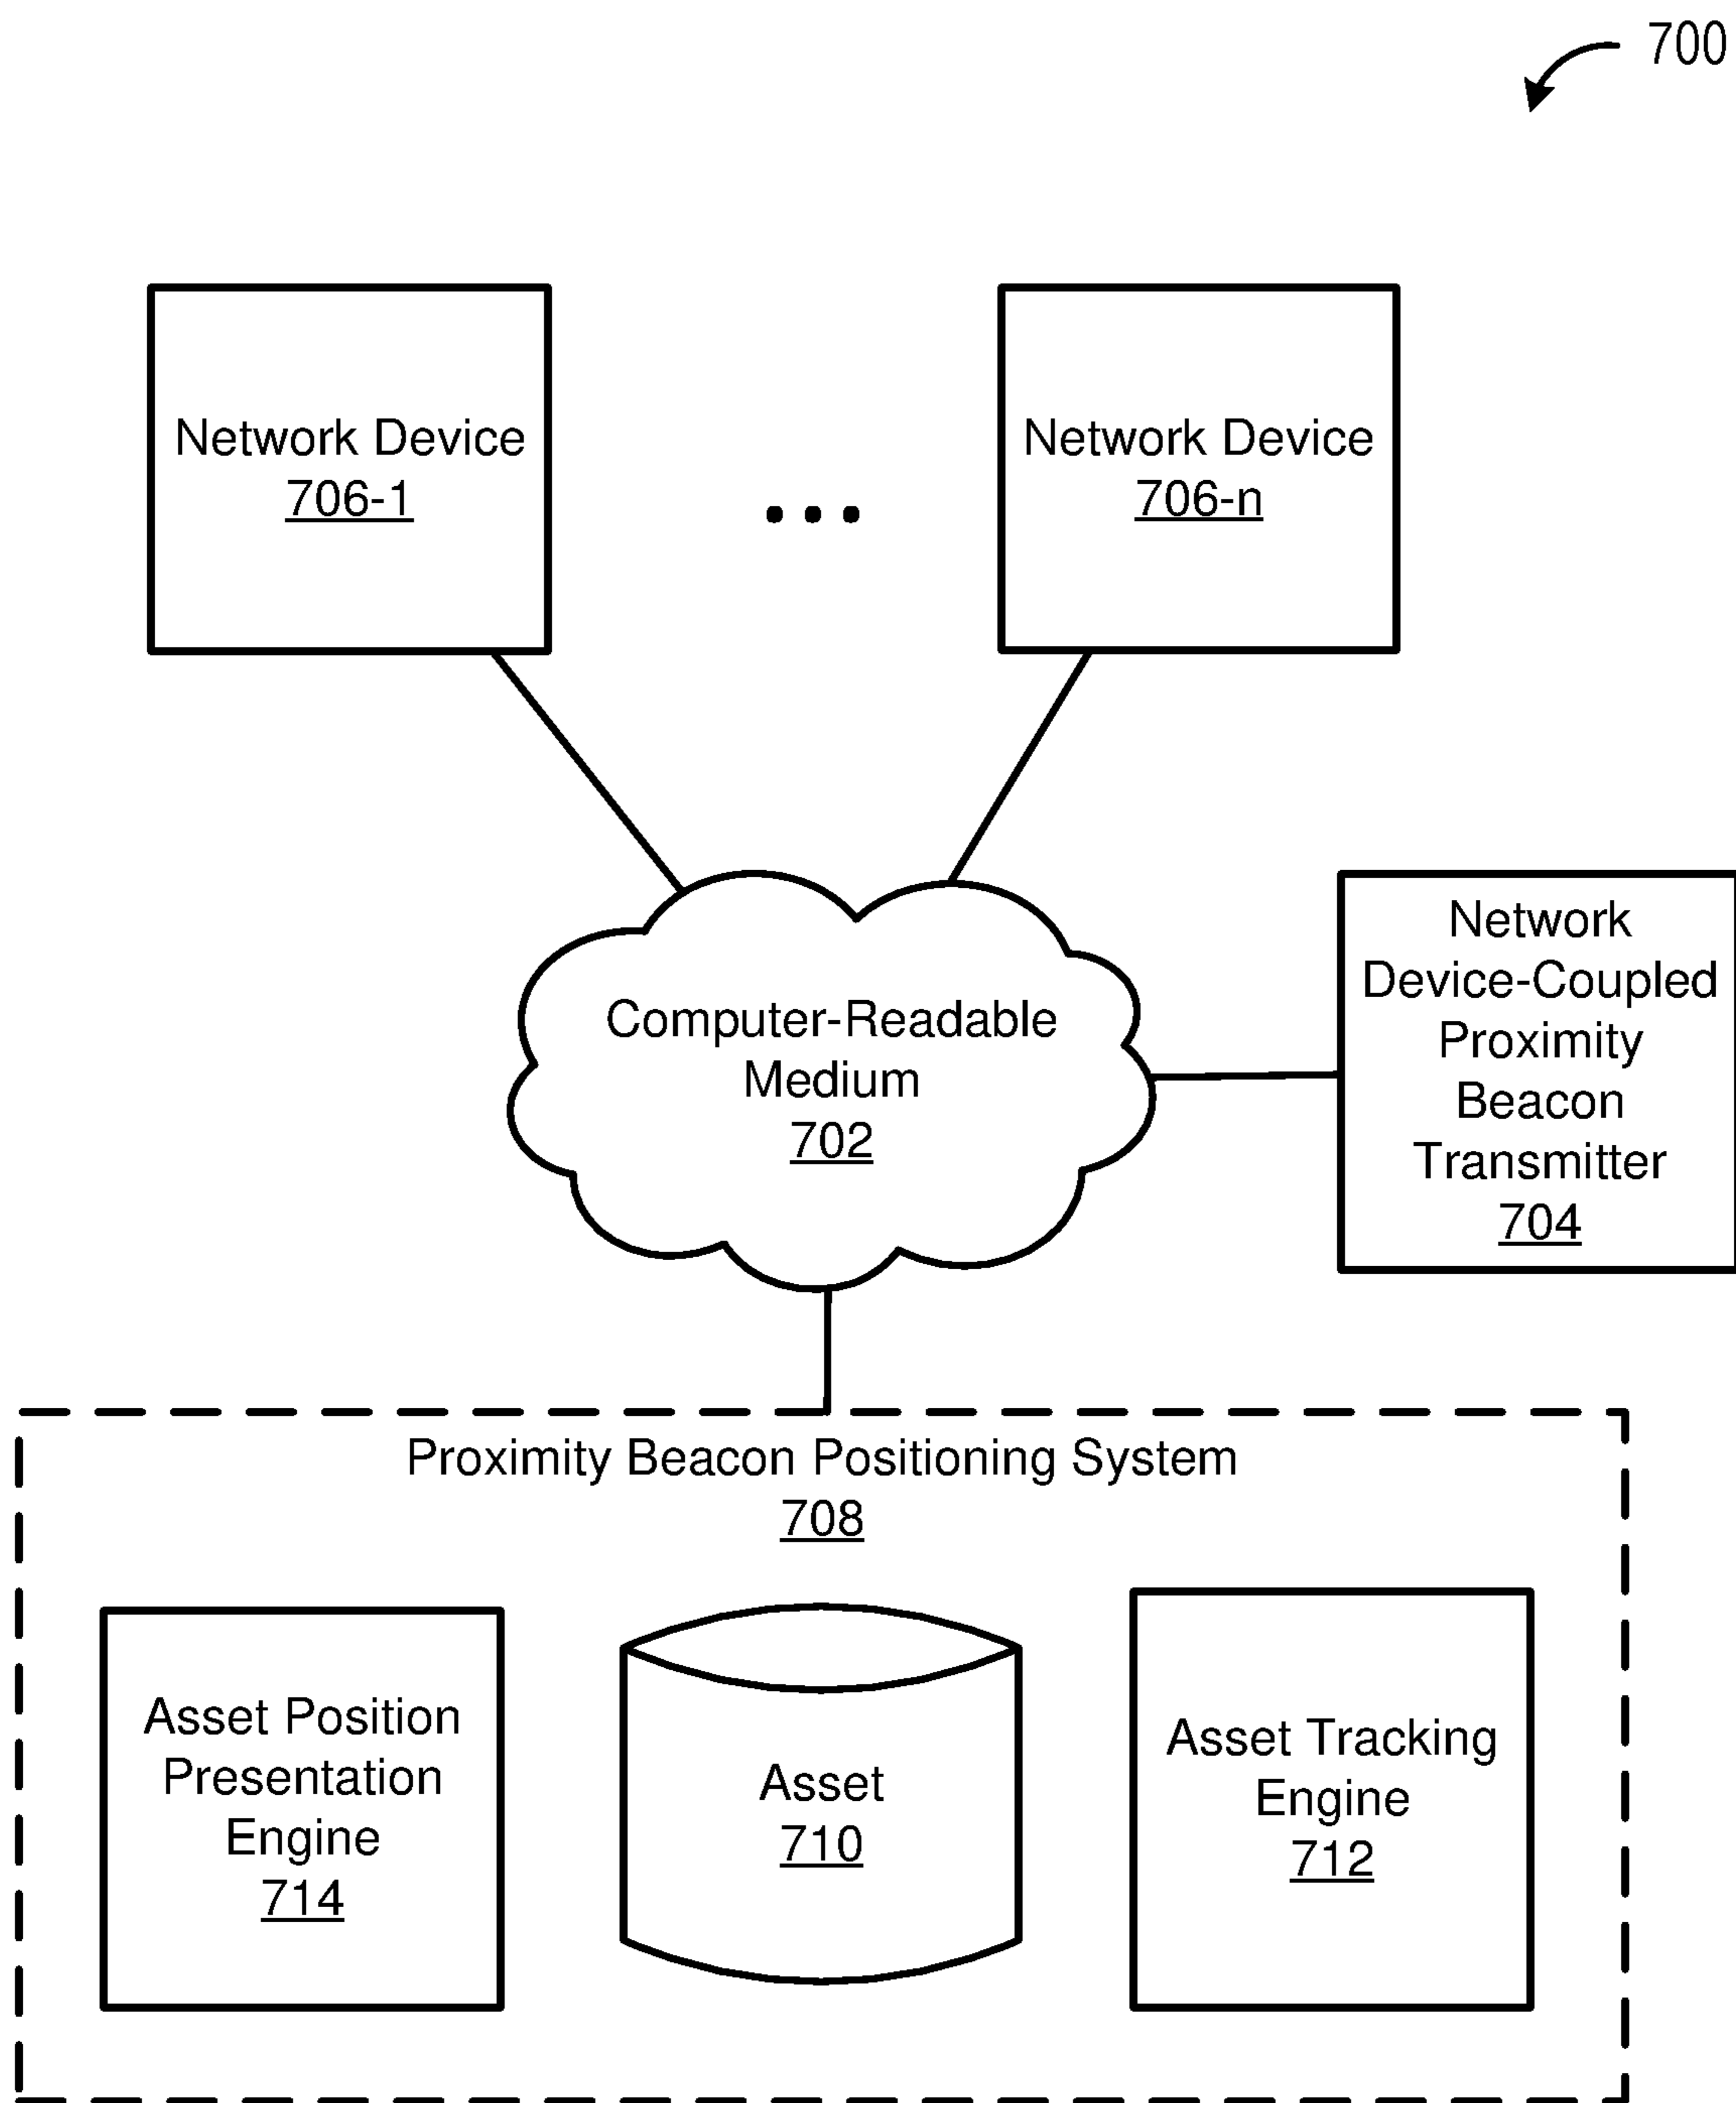 700
Network Device
706-1
Network Device
706-n
...
Computer-Readable
Medium
702
Network
Device-Coupled
Proximity
Beacon
Transmitter
704
Proximity Beacon Positioning System
708
Asset Position
Presentation
Engine
714
Asset
710
Asset Tracking
Engine
712